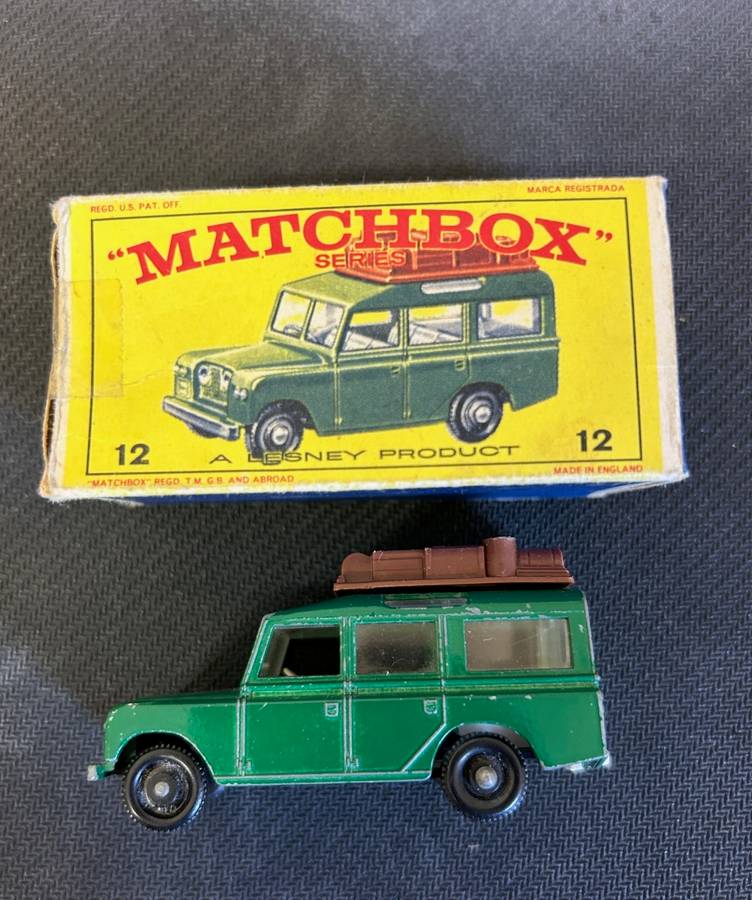 REGD. U.S. PAT. OFF.
MARCA REGISTRADA
"MATCHBOX"
SERIES
12
A LESNEY PRODUCT
12
"MATCHBOX" REGD. T.M. G.B. AND ABROAD
MADE IN ENGLAND